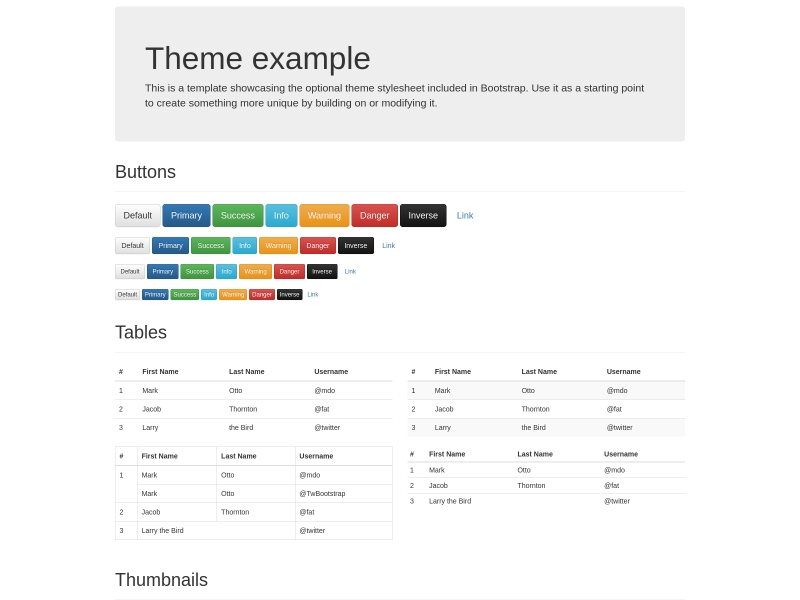 Theme example
This is a template showcasing the optional theme stylesheet included in Bootstrap. Use it as a starting point
to create something more unique by building on or modifying it.
Buttons
Default Primary Success Info Warning Danger Inverse Link
Default Primary Success Info Warning Danger Inverse Link
Default Primary Success Info Warning Danger Inverse Link
Default Primary Success Info Warning Danger Inverse Link
Tables
# First Name Last Name Username
1 Mark Otto @mdo
2 Jacob Thornton @fat
3 Larry the Bird @twitter
# First Name Last Name Username
1 Mark Otto @mdo
2 Jacob Thornton @fat
3 Larry the Bird @twitter
# First Name Last Name Username
1 Mark Otto @mdo
Mark Otto @TwBootstrap
2 Jacob Thornton @fat
3 Larry the Bird @twitter
# First Name Last Name Username
1 Mark Otto @mdo
2 Jacob Thornton @fat
3 Larry the Bird @twitter
Thumbnails